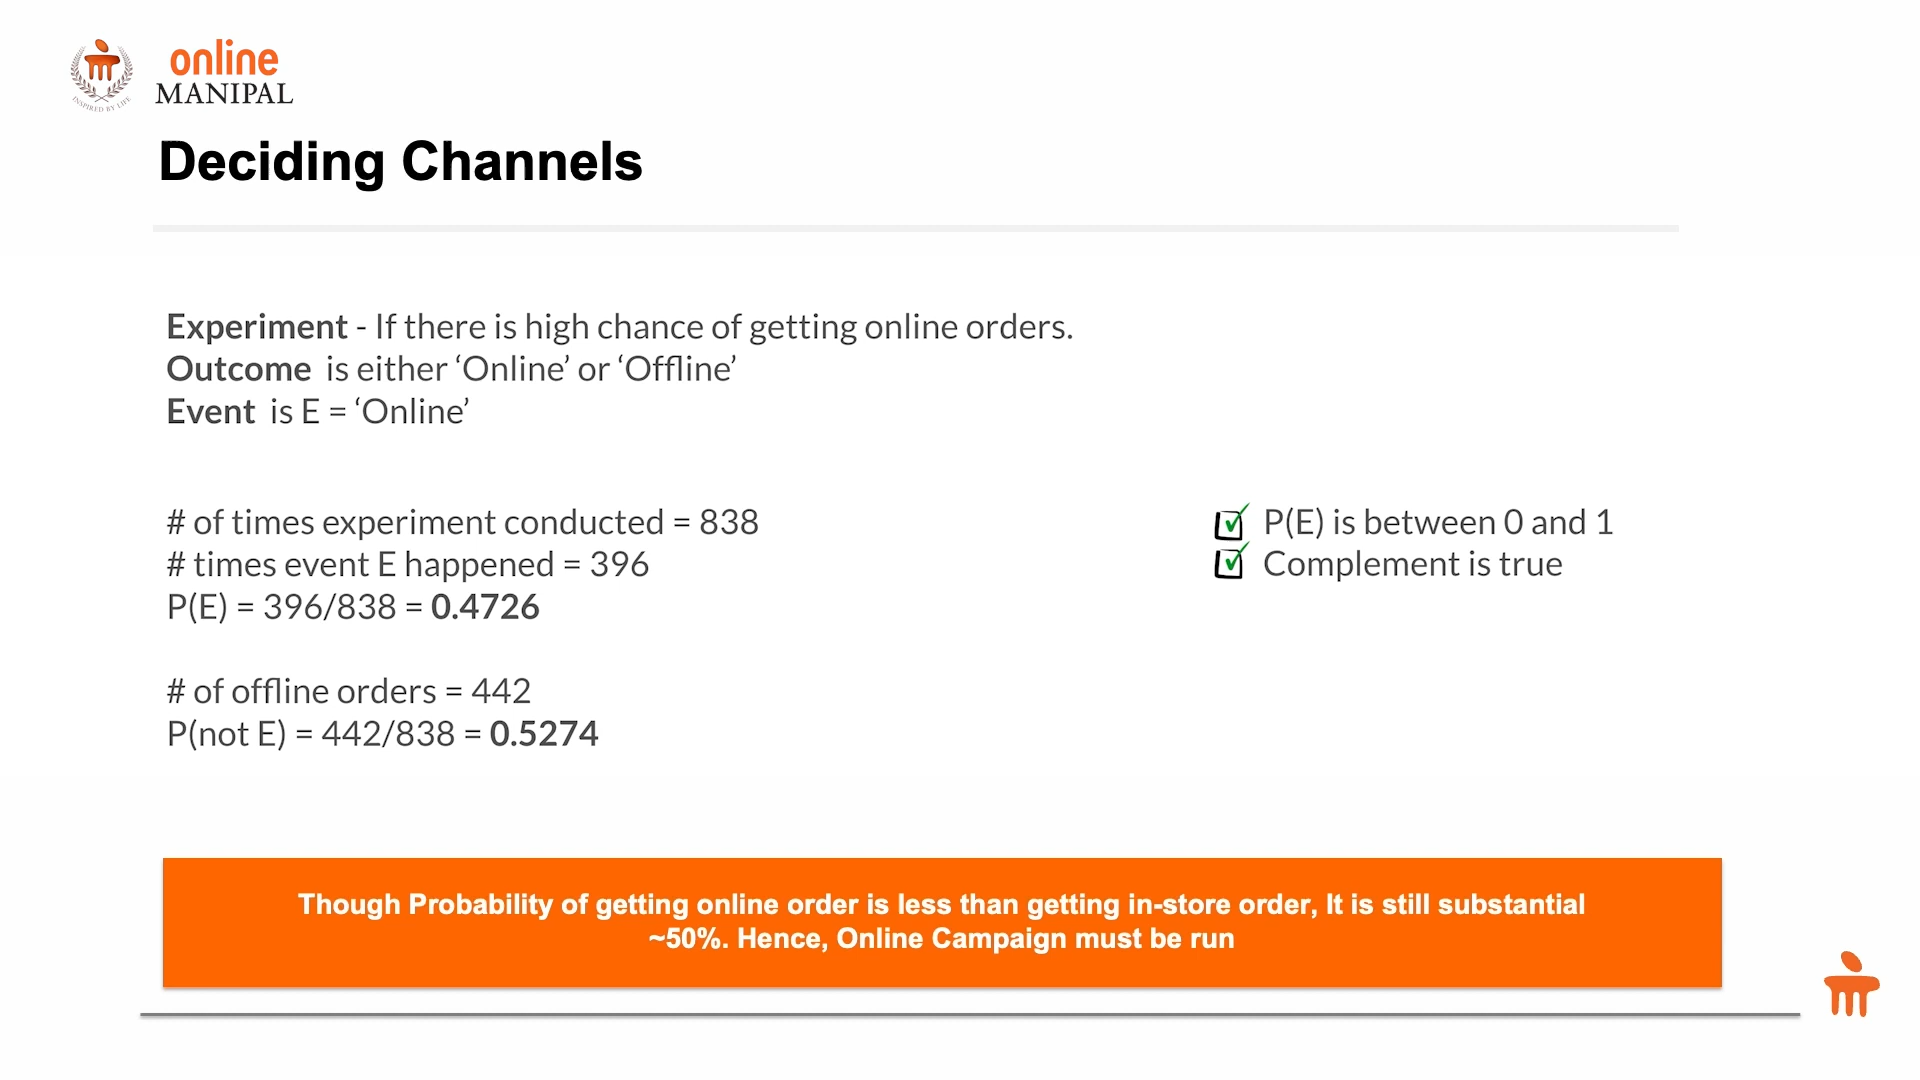 online
MANIPAL
INSPIRED BY LIFE
Deciding Channels
Experiment - If there is high chance of getting online orders.
Outcome is either ‘Online’ or ‘Offline’
Event is E = ‘Online’
# of times experiment conducted = 838
# times event E happened = 396
P(E) = 396/838 = 0.4726
# of offline orders = 442
P(not E) = 442/838 = 0.5274
P(E) is between 0 and 1
Complement is true
Though Probability of getting online order is less than getting in-store order, It is still substantial
~50%. Hence, Online Campaign must be run